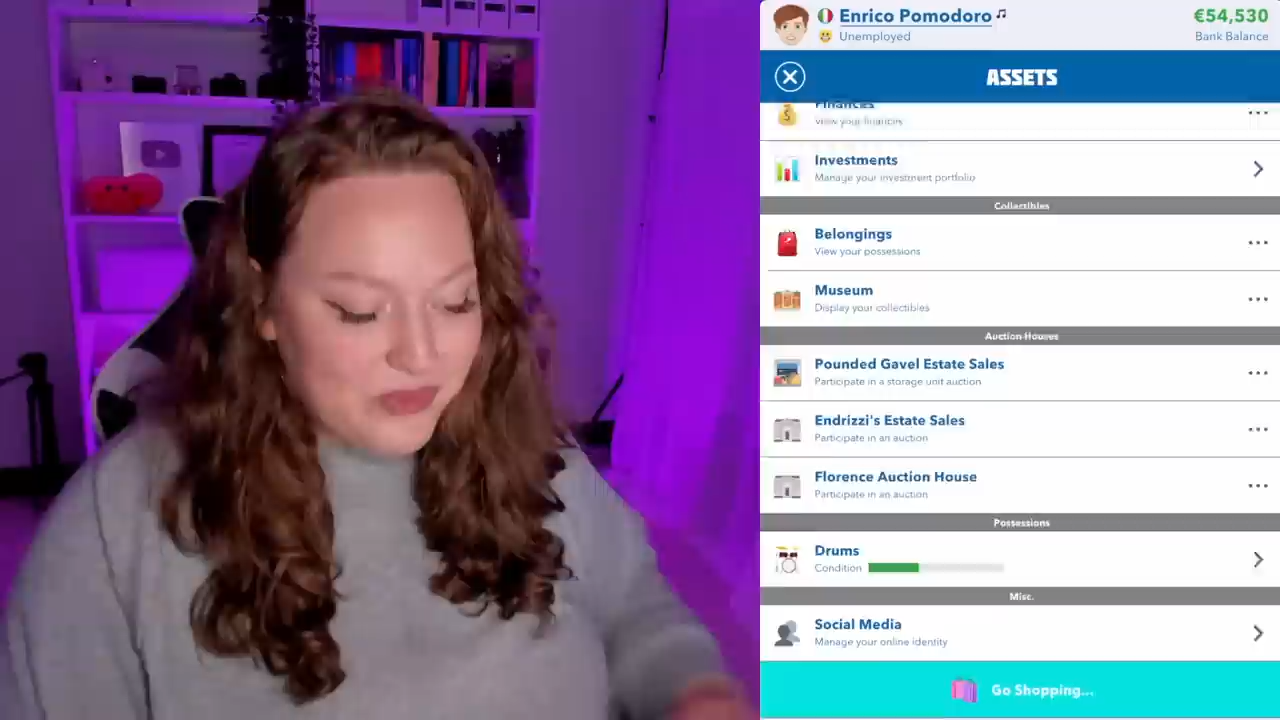 Enrico Pomodoro
€54,530
Unemployed
Bank Balance
ASSETS
Finances
View your finances
Investments
Manage your investment portfolio
Collectibles
Belongings
View your possessions
Museum
Display your collectibles
Auction Houses
Pounded Gavel Estate Sales
Participate in a storage unit auction
Endrizzi's Estate Sales
Participate in an auction
Florence Auction House
Participate in an auction
Possessions
Drums
Condition
Misc.
Social Media
Manage your online identity
Go Shopping...